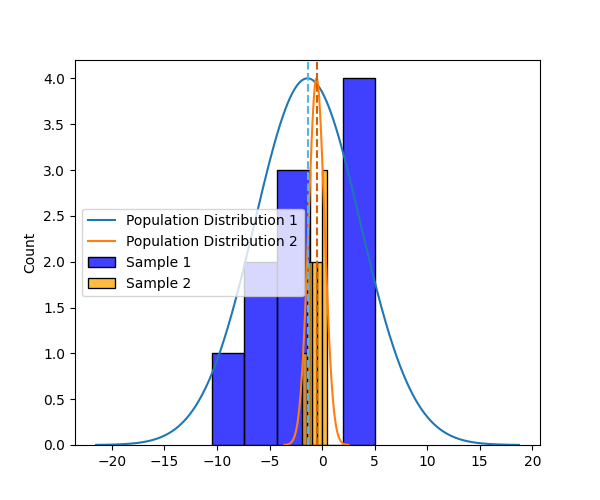 4.0
3.5
3.0
2.5
2.0
1.5
1.0
0.5
0.0
Count
Population Distribution 1
Population Distribution 2
Sample 1
Sample 2
−20 −15 −10 −5 0 5 10 15 20